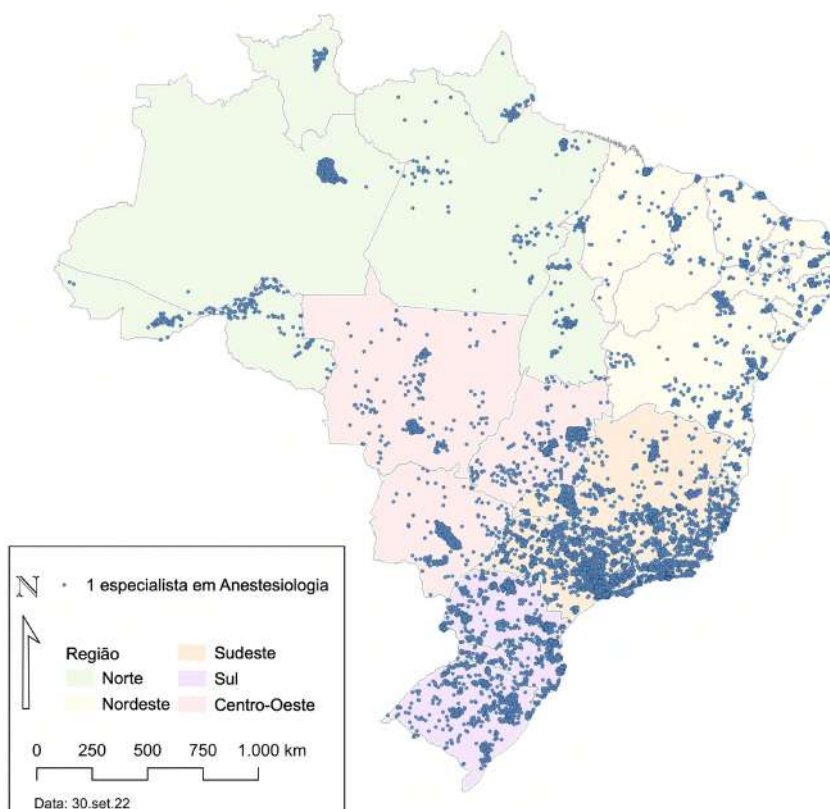 N
1 especialista em Anestesiologia
Região
Norte
Nordeste
Sudeste
Sul
Centro-Oeste
0 250 500 750 1.000 km
Data: 30.set.22